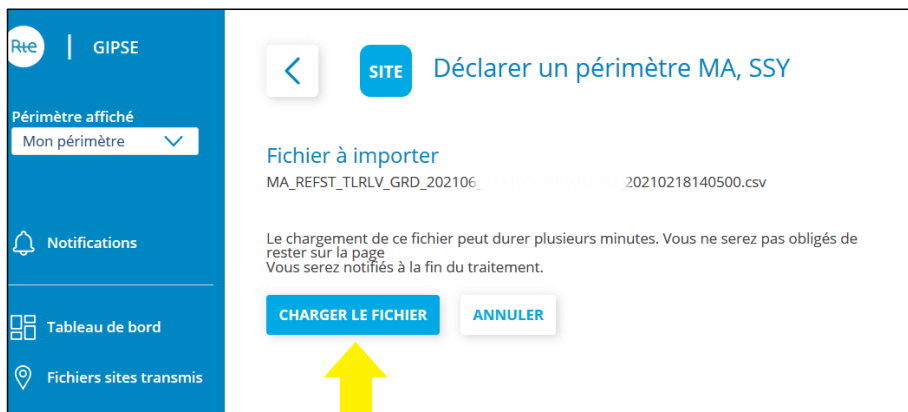 Rte | GIPSE
SITE Déclarer un périmètre MA, SSY
Périmètre affiché
Mon périmètre
Fichier à importer
MA_REFST_TLRLV_GRD_202106_ _20210218140500.csv
Notifications
Le chargement de ce fichier peut durer plusieurs minutes. Vous ne serez pas obligés de
rester sur la page
Vous serez notifiés à la fin du traitement.
CHARGER LE FICHIER ANNULER
Tableau de bord
Fichiers sites transmis